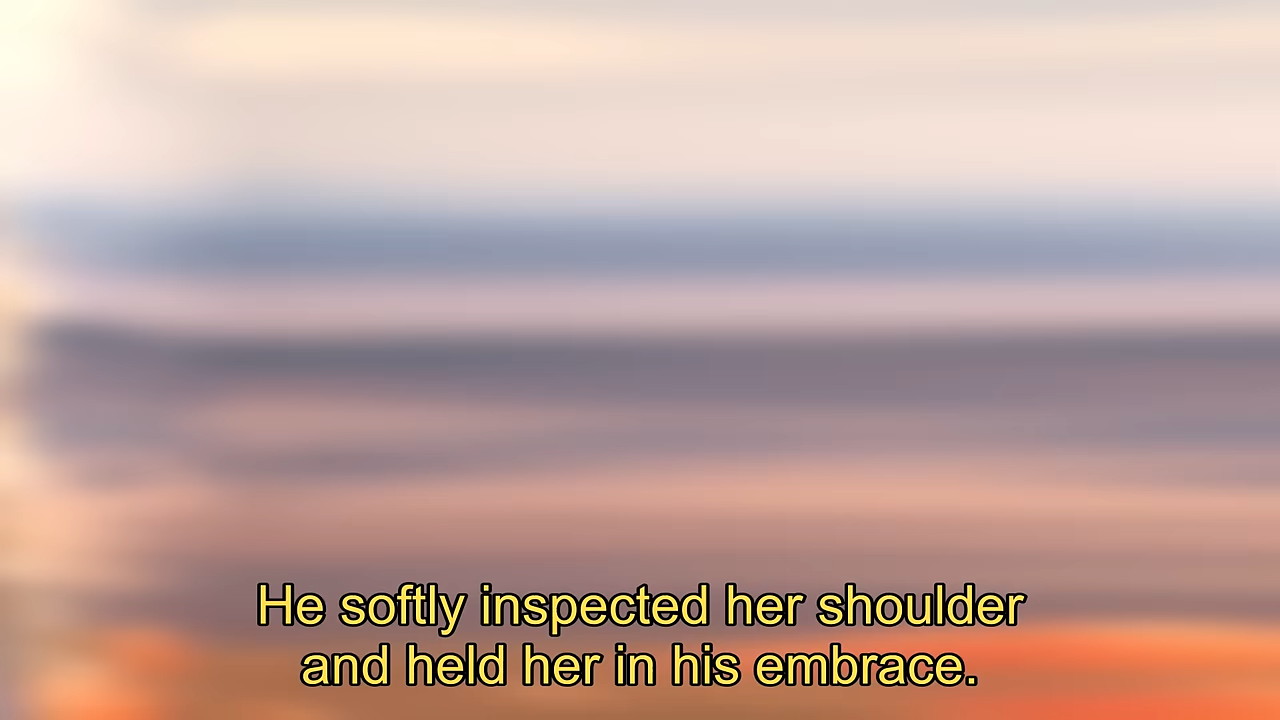 He softly inspected her shoulder
and held her in his embrace.